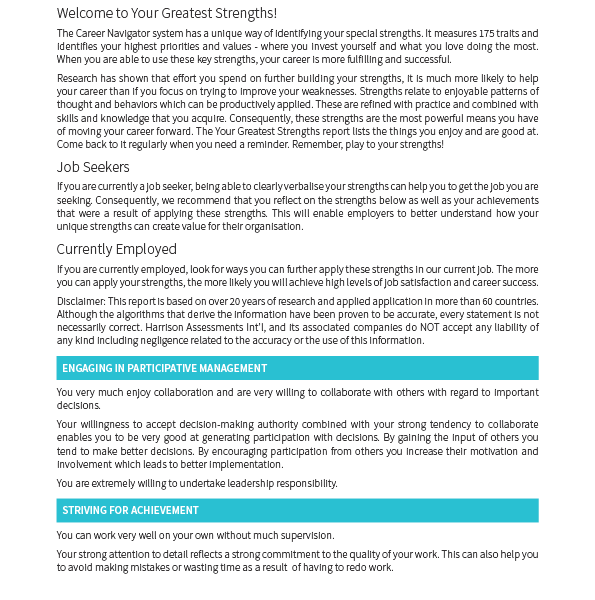 Welcome to Your Greatest Strengths!
The Career Navigator system has a unique way of identifying your special strengths. It measures 175 traits and
identifies your highest priorities and values - where you invest yourself and what you love doing the most.
When you are able to use these key strengths, your career is more fulfilling and successful.
Research has shown that effort you spend on further building your strengths, it is much more likely to help
your career than if you focus on trying to improve your weaknesses. Strengths relate to enjoyable patterns of
thought and behaviors which can be productively applied. These are refined with practice and combined with
skills and knowledge that you acquire. Consequently, these strengths are the most powerful means you have
of moving your career forward. The Your Greatest Strengths report lists the things you enjoy and are good at.
Come back to it regularly when you need a reminder. Remember, play to your strengths!
Job Seekers
If you are currently a job seeker, being able to clearly verbalise your strengths can help you to get the job you are
seeking. Consequently, we recommend that you reflect on the strengths below as well as your achievements
that were a result of applying these strengths. This will enable employers to better understand how your
unique strengths can create value for their organisation.
Currently Employed
If you are currently employed, look for ways you can further apply these strengths in our current job. The more
you can apply your strengths, the more likely you will achieve high levels of job satisfaction and career success.
Disclaimer: This report is based on over 20 years of research and applied application in more than 60 countries.
Although the algorithms that derive the information have been proven to be accurate, every statement is not
necessarily correct. Harrison Assessments Int'l, and its associated companies do NOT accept any liability of
any kind including negligence related to the accuracy or the use of this information.
ENGAGING IN PARTICIPATIVE MANAGEMENT
You very much enjoy collaboration and are very willing to collaborate with others with regard to important
decisions.
Your willingness to accept decision-making authority combined with your strong tendency to collaborate
enables you to be very good at generating participation with decisions. By gaining the input of others you
tend to make better decisions. By encouraging participation from others you increase their motivation and
involvement which leads to better implementation.
You are extremely willing to undertake leadership responsibility.
STRIVING FOR ACHIEVEMENT
You can work very well on your own without much supervision.
Your strong attention to detail reflects a strong commitment to the quality of your work. This can also help you
to avoid making mistakes or wasting time as a result of having to redo work.